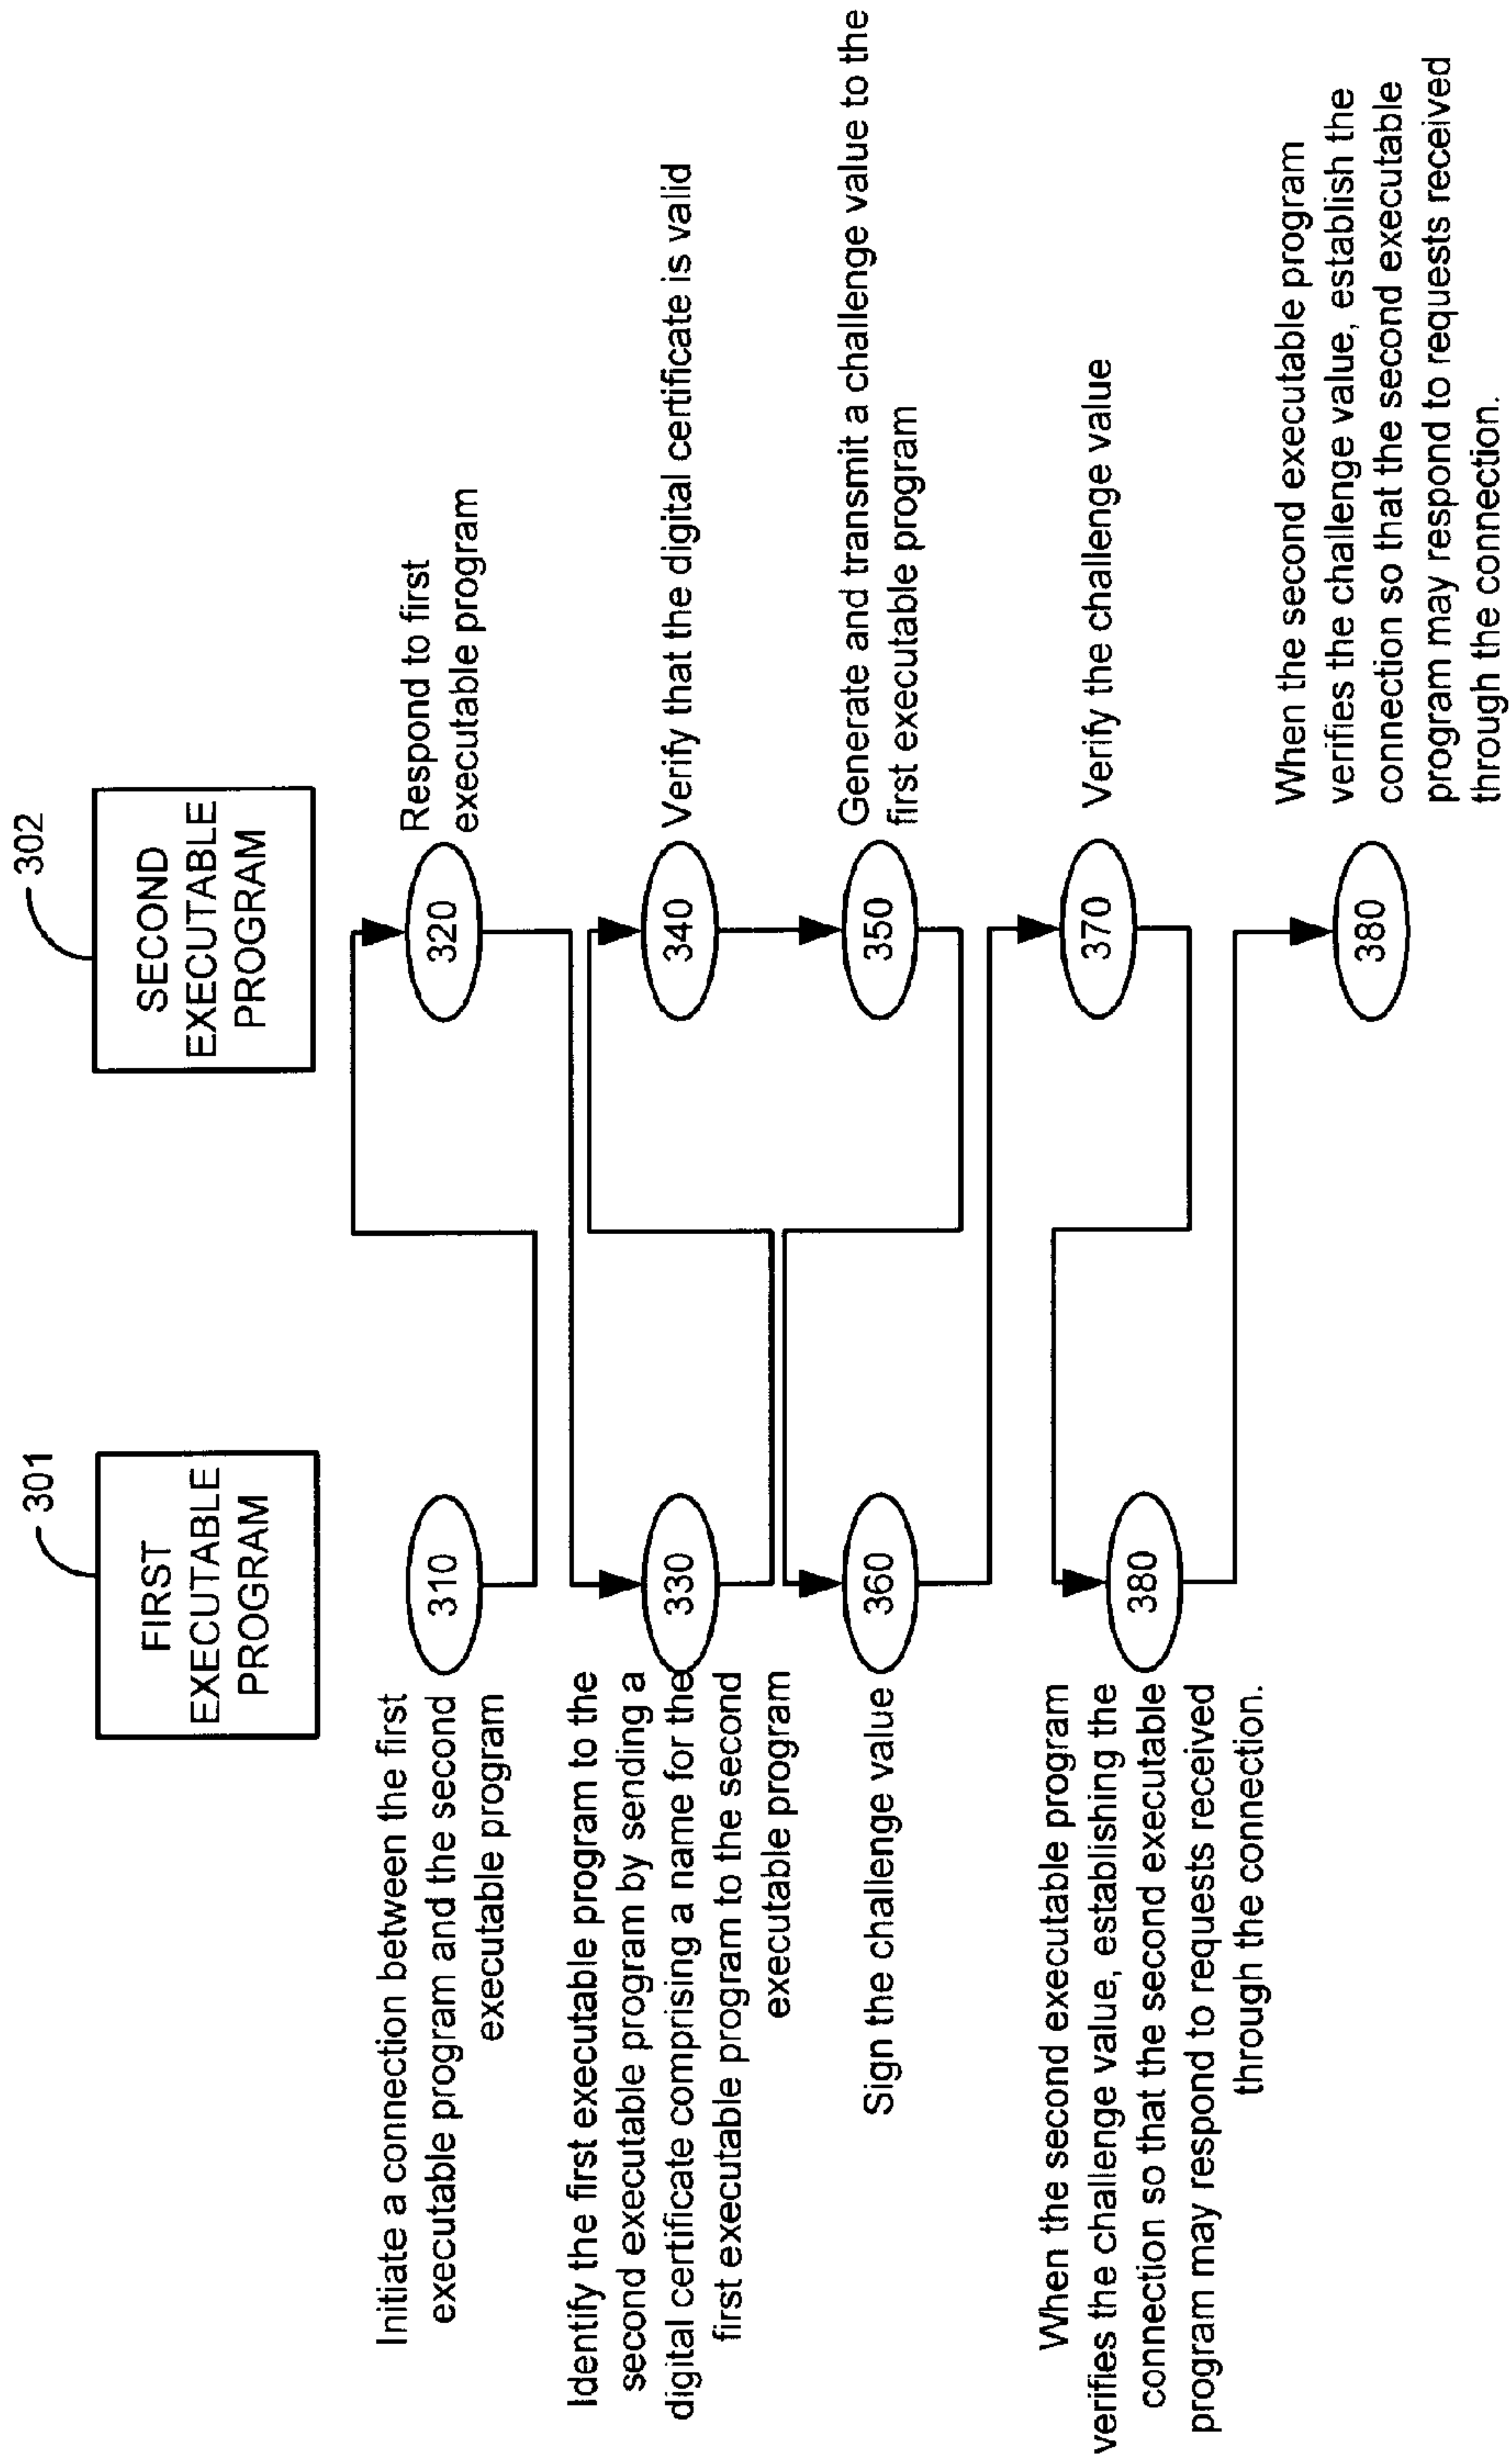 301
FIRST
EXECUTABLE
PROGRAM
302
SECOND
EXECUTABLE
PROGRAM
Initiate a connection between the first
executable program and the second
executable program
310
320
Respond to first
executable program
Identify the first executable program to the
second executable program by sending a
digital certificate comprising a name for the
first executable program to the second
executable program
330
340
Verify that the digital certificate is valid
350
Generate and transmit a challenge value to the
first executable program
Sign the challenge value
360
370
Verify the challenge value
When the second executable program
verifies the challenge value, establishing the
connection so that the second executable
program may respond to requests received
through the connection.
380
380
When the second executable program
verifies the challenge value, establish the
connection so that the second executable
program may respond to requests received
through the connection.